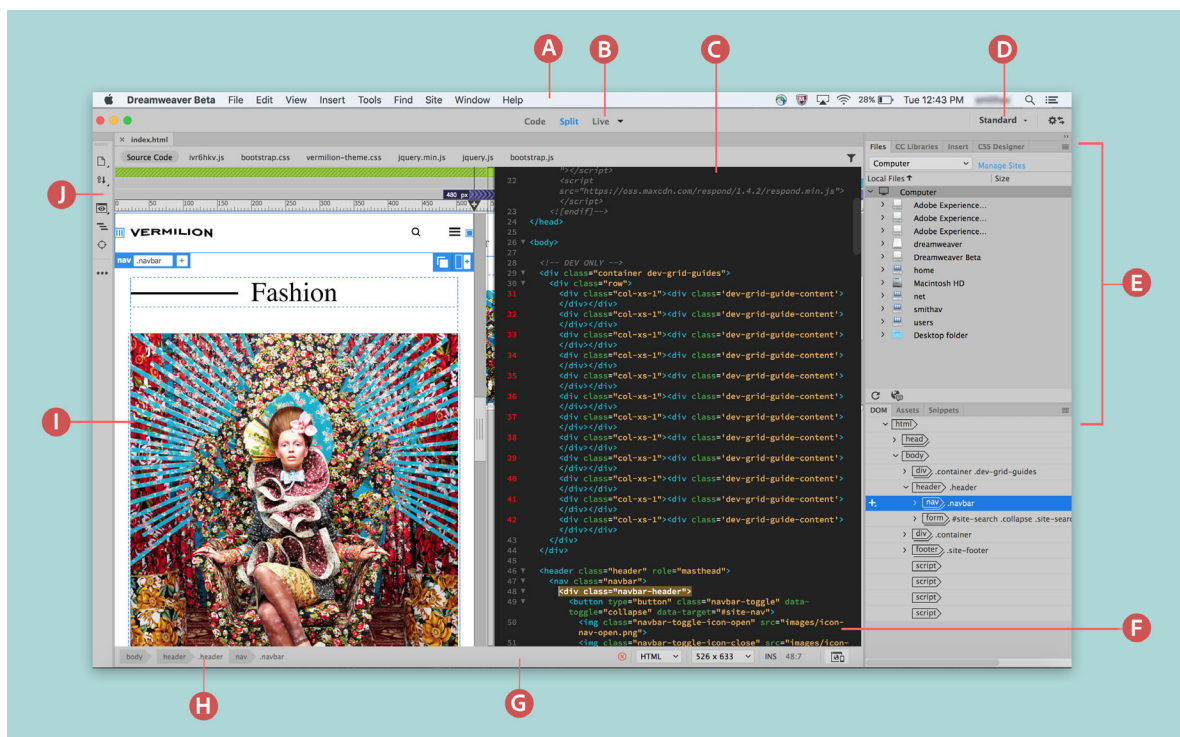 A
B
C
D
Dreamweaver Beta File Edit View Insert Tools Find Site Window Help
28% Tue 12:43 PM
Code Split Live
Standard
× index.html
Source Code ivr6hkv.js bootstrap.css vermilion-theme.css jquery.min.js jquery.js bootstrap.js
480 px
0 50 100 150 200 250 300 350 400 450 500
VERMILION
nav .navbar +
Fashion
"></script>
22 <script
src="https://oss.maxcdn.com/respond/1.4.2/respond.min.js">
</script>
23 <![endif]-->
24 </head>
25
26 <body>
27
28 <!-- DEV ONLY -->
29 <div class="container dev-grid-guides">
30 <div class="row">
31 <div class="col-xs-1"><div class='dev-grid-guide-content'>
</div></div>
32 <div class="col-xs-1"><div class='dev-grid-guide-content'>
</div></div>
33 <div class="col-xs-1"><div class='dev-grid-guide-content'>
</div></div>
34 <div class="col-xs-1"><div class='dev-grid-guide-content'>
</div></div>
35 <div class="col-xs-1"><div class='dev-grid-guide-content'>
</div></div>
36 <div class="col-xs-1"><div class='dev-grid-guide-content'>
</div></div>
37 <div class="col-xs-1"><div class='dev-grid-guide-content'>
</div></div>
38 <div class="col-xs-1"><div class='dev-grid-guide-content'>
</div></div>
39 <div class="col-xs-1"><div class='dev-grid-guide-content'>
</div></div>
40 <div class="col-xs-1"><div class='dev-grid-guide-content'>
</div></div>
41 <div class="col-xs-1"><div class='dev-grid-guide-content'>
</div></div>
42 <div class="col-xs-1"><div class='dev-grid-guide-content'>
</div></div>
43 </div>
44 </div>
45
46 <header class="header" role="masthead">
47 <nav class="navbar">
48 <div class="navbar-header">
49 <button type="button" class="navbar-toggle" data-
toggle="collapse" data-target="#site-nav">
50 <img class="navbar-toggle-icon-open" src="images/icon-
nav-open.png">
51 <img class="navbar-toggle-icon-close" src="images/icon-
Files CC Libraries Insert CSS Designer
Computer Manage Sites
Local Files Size
Computer
Adobe Experience...
Adobe Experience...
Adobe Experience...
dreamweaver
Dreamweaver Beta
home
Macintosh HD
net
smithav
users
Desktop folder
DOM Assets Snippets
html
head
body
div .container .dev-grid-guides
header .header
nav .navbar
form #site-search .collapse .site-searc
div .container
footer .site-footer
script
script
script
script
body header .header nav .navbar
HTML 526 x 633 INS 48:7
E
F
G
H
I
J